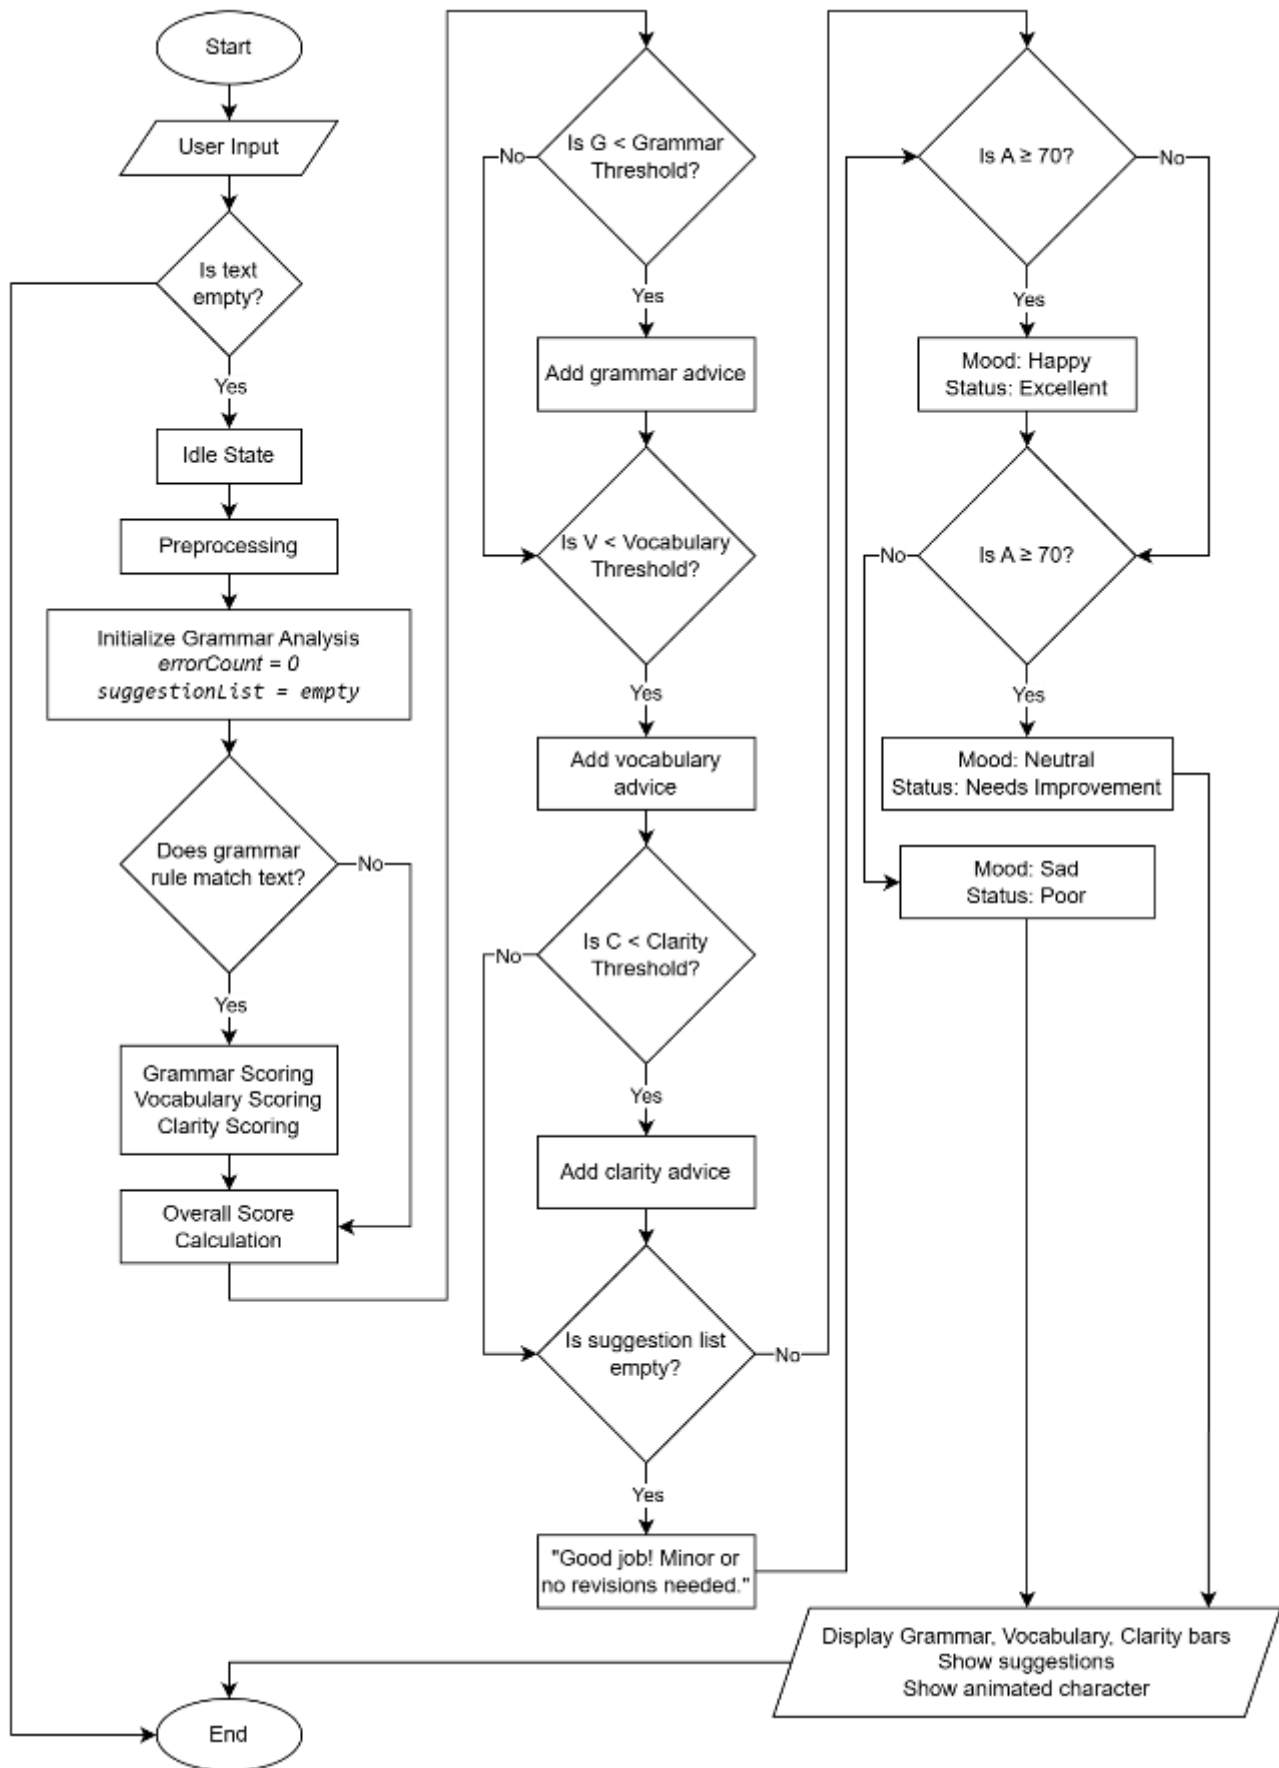 Start
User Input
Is text
empty?
Yes
Idle State
Preprocessing
Initialize Grammar Analysis
errorCount = 0
suggestionList = empty
Does grammar
rule match text?
No
Yes
Grammar Scoring
Vocabulary Scoring
Clarity Scoring
Overall Score
Calculation
Is G < Grammar
Threshold?
No
Yes
Add grammar advice
Is V < Vocabulary
Threshold?
Yes
Add vocabulary
advice
Is C < Clarity
Threshold?
No
Yes
Add clarity advice
Is suggestion list
empty?
No
Yes
"Good job! Minor or
no revisions needed."
Is A ≥ 70?
No
Yes
Mood: Happy
Status: Excellent
Is A ≥ 70?
No
Yes
Mood: Neutral
Status: Needs Improvement
Mood: Sad
Status: Poor
Display Grammar, Vocabulary, Clarity bars
Show suggestions
Show animated character
End